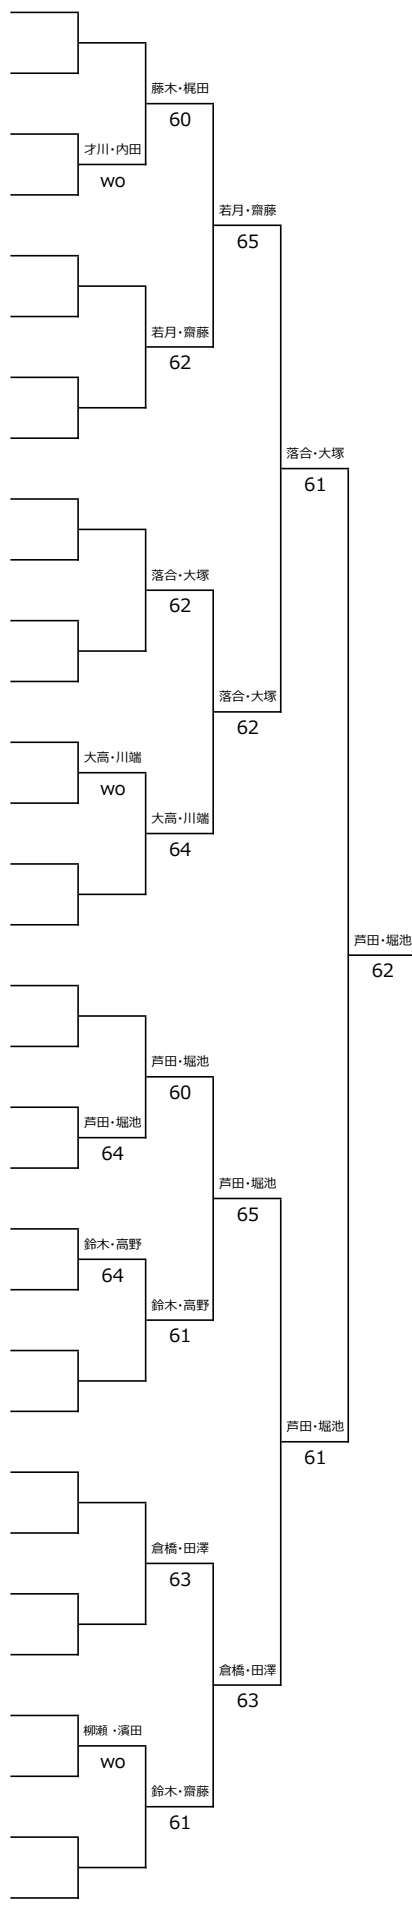 藤木・梶田
60
才川・内田
wo
若月・齋藤
65
若月・齋藤
62
落合・大塚
61
落合・大塚
62
落合・大塚
62
大高・川端
wo
大高・川端
64
芦田・堀池
62
芦田・堀池
60
芦田・堀池
64
芦田・堀池
65
鈴木・高野
64
鈴木・高野
61
芦田・堀池
61
倉橋・田澤
63
倉橋・田澤
63
柳瀬 ・濱田
wo
鈴木・齋藤
61